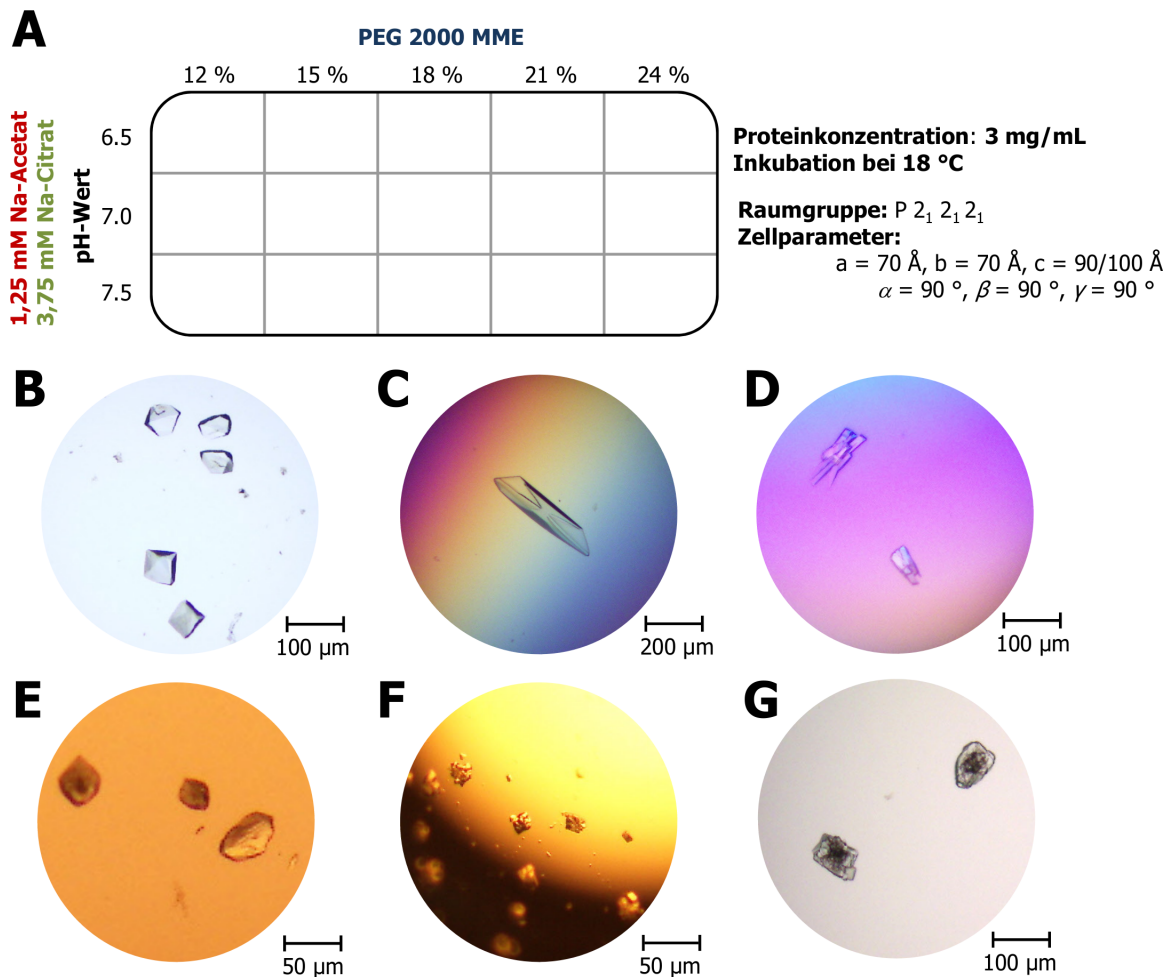 A
PEG 2000 MME
12 % 15 % 18 % 21 % 24 %
1,25 mM Na-Acetat
3,75 mM Na-Citrat
pH-Wert
6.5
7.0
7.5
Proteinkonzentration: 3 mg/mL
Inkubation bei 18 °C
Raumgruppe: P 2₁ 2₁ 2₁
Zellparameter:
a = 70 Å, b = 70 Å, c = 90/100 Å
α = 90 °, β = 90 °, γ = 90 °
B
100 µm
C
200 µm
D
100 µm
E
50 µm
F
50 µm
G
100 µm